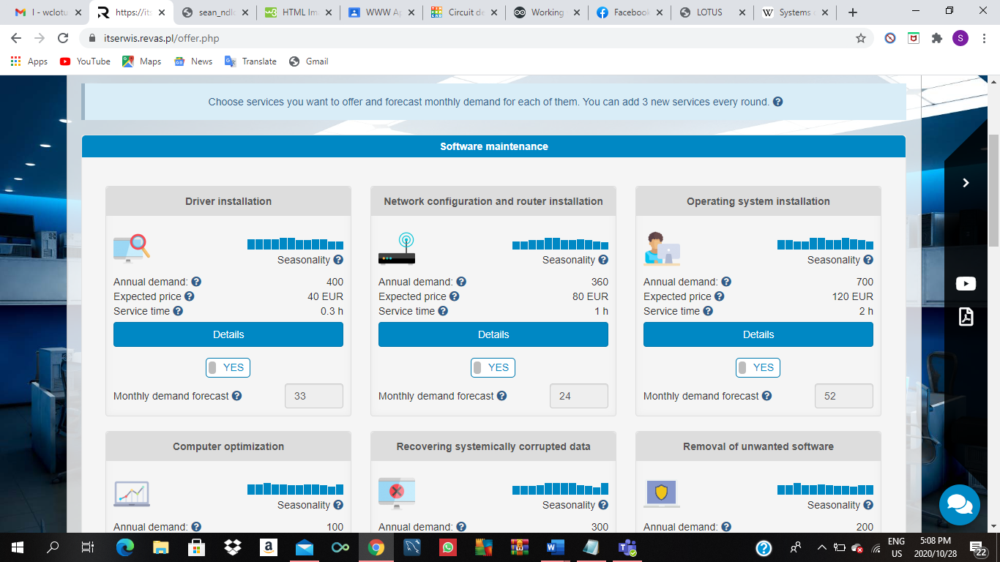 I - wclotu
https://its
sean_ndlo
HTML Im
WWW Ap
Circuit de
Working
Facebook
LOTUS
Systems
itserwis.revas.pl/offer.php
S
Apps YouTube Maps News Translate Gmail
Choose services you want to offer and forecast monthly demand for each of them. You can add 3 new services every round.
Software maintenance
Driver installation
Seasonality
Annual demand: 400
Expected price 40 EUR
Service time 0.3 h
Details
YES
Monthly demand forecast 33
Network configuration and router installation
Seasonality
Annual demand: 360
Expected price 80 EUR
Service time 1 h
Details
YES
Monthly demand forecast 24
Operating system installation
Seasonality
Annual demand: 700
Expected price 120 EUR
Service time 2 h
Details
YES
Monthly demand forecast 52
Computer optimization
Seasonality
Annual demand: 100
Recovering systemically corrupted data
Seasonality
Annual demand: 300
Removal of unwanted software
Seasonality
Annual demand: 200
ENG
US
5:08 PM
2020/10/28
22